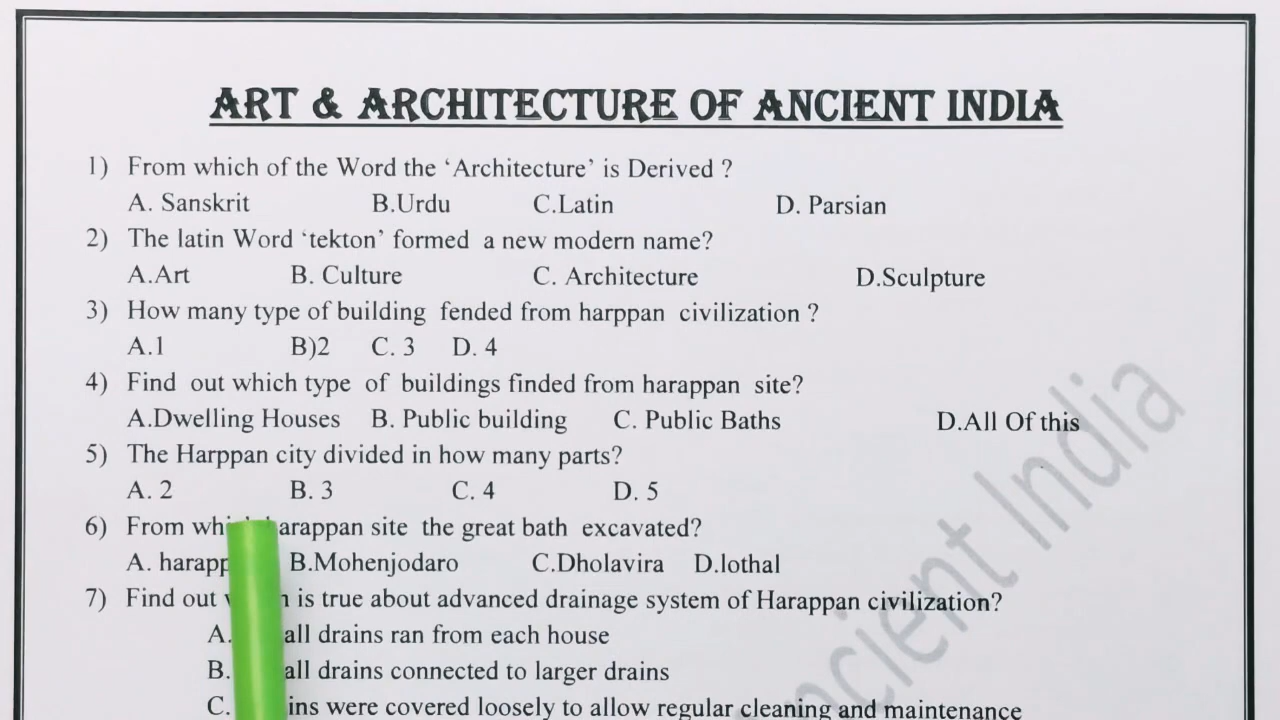 ART & ARCHITECTURE OF ANCIENT INDIA
1) From which of the Word the ‘Architecture’ is Derived ?
A. Sanskrit B.Urdu C.Latin D. Parsian
2) The latin Word ‘tekton’ formed a new modern name?
A.Art B. Culture C. Architecture D.Sculpture
3) How many type of building fended from harppan civilization ?
A.1 B)2 C. 3 D. 4
4) Find out which type of buildings finded from harappan site?
A.Dwelling Houses B. Public building C. Public Baths D.All Of this
5) The Harppan city divided in how many parts?
A. 2 B. 3 C. 4 D. 5
6) From site the great bath excavated?
A. B.Mohenjodaro C.Dholavira D.lothal
7) Find out is true about advanced drainage system of Harappan civilization?
A. drains ran from each house
B. drains connected to larger drains
C. were covered loosely to allow regular cleaning and maintenance
Ancient India